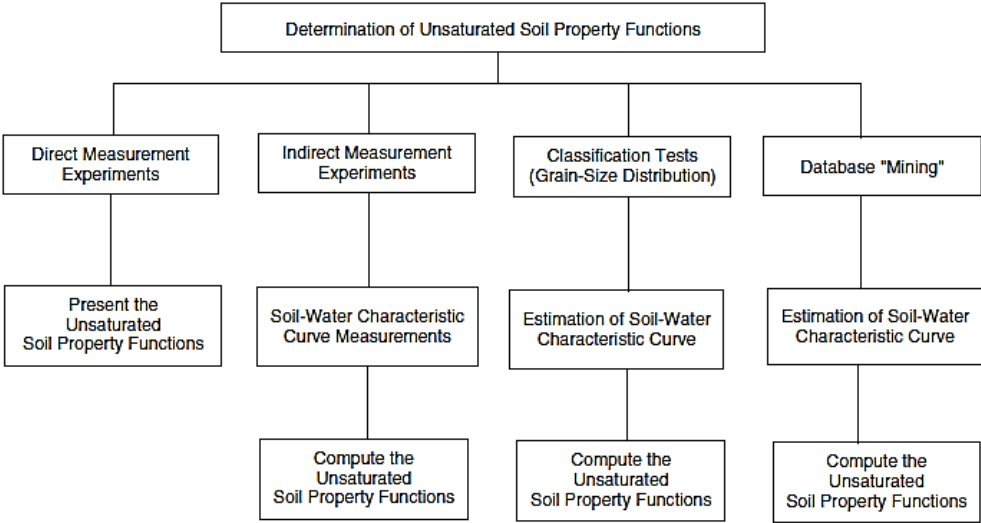 Determination of Unsaturated Soil Property Functions
Direct Measurement
Experiments
Indirect Measurement
Experiments
Classification Tests
(Grain-Size Distribution)
Database "Mining"
Present the
Unsaturated
Soil Property Functions
Soil-Water Characteristic
Curve Measurements
Estimation of Soil-Water
Characteristic Curve
Estimation of Soil-Water
Characteristic Curve
Compute the
Unsaturated
Soil Property Functions
Compute the
Unsaturated
Soil Property Functions
Compute the
Unsaturated
Soil Property Functions